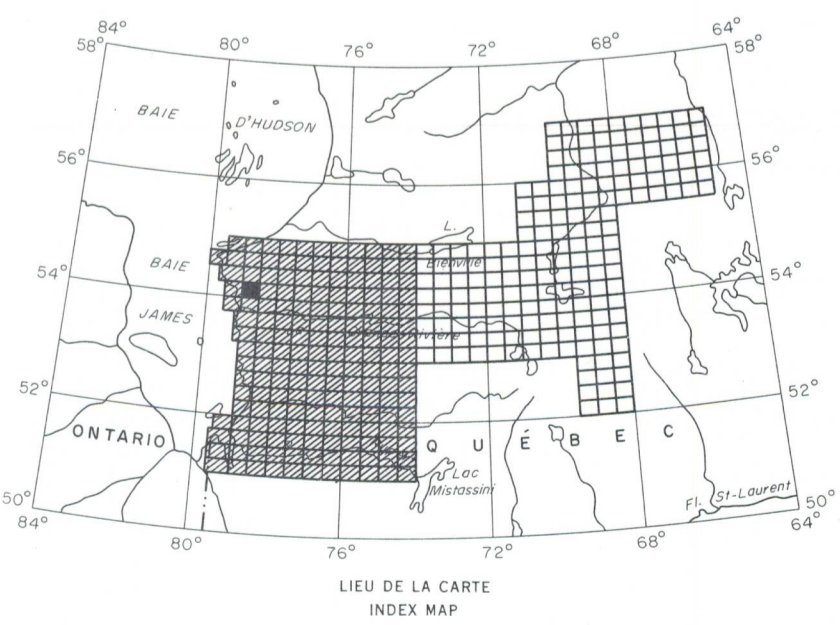 84° 80° 76° 72° 68° 64°
58° 58°
BAIE
D'HUDSON
56° 56°
L.
Bienville
BAIE
54° 54°
JAMES
52° 52°
ONTARIO
QUÉBEC
Lac
Mistassini
Fl. St-Laurent
50° 50°
84° 80° 76° 72° 68° 64°
LIEU DE LA CARTE
INDEX MAP